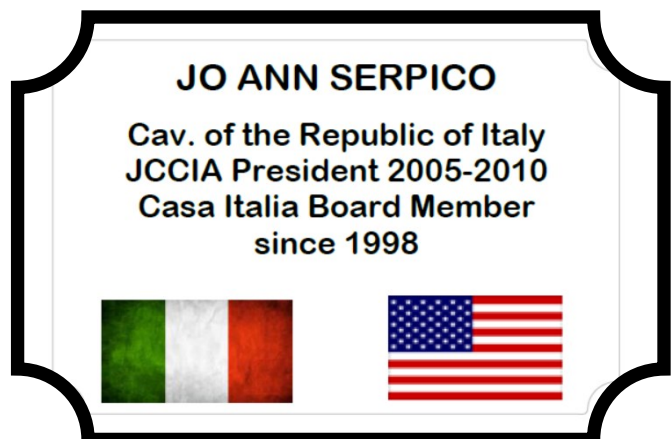 JO ANN SERPICO
Cav. of the Republic of Italy
JCCIA President 2005-2010
Casa Italia Board Member
since 1998